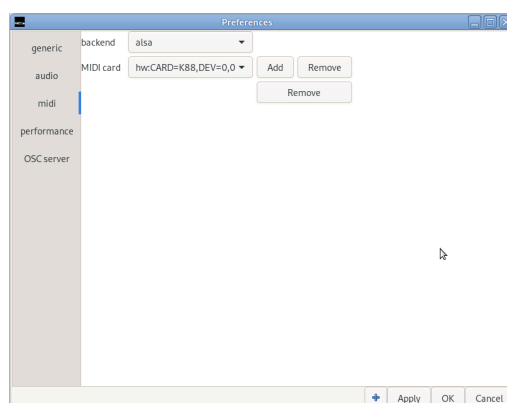 Preferences
generic
audio
midi
performance
OSC server
backend alsa
MIDI card hw:CARD=K88,DEV=0,0 Add Remove
Remove
Apply OK Cancel